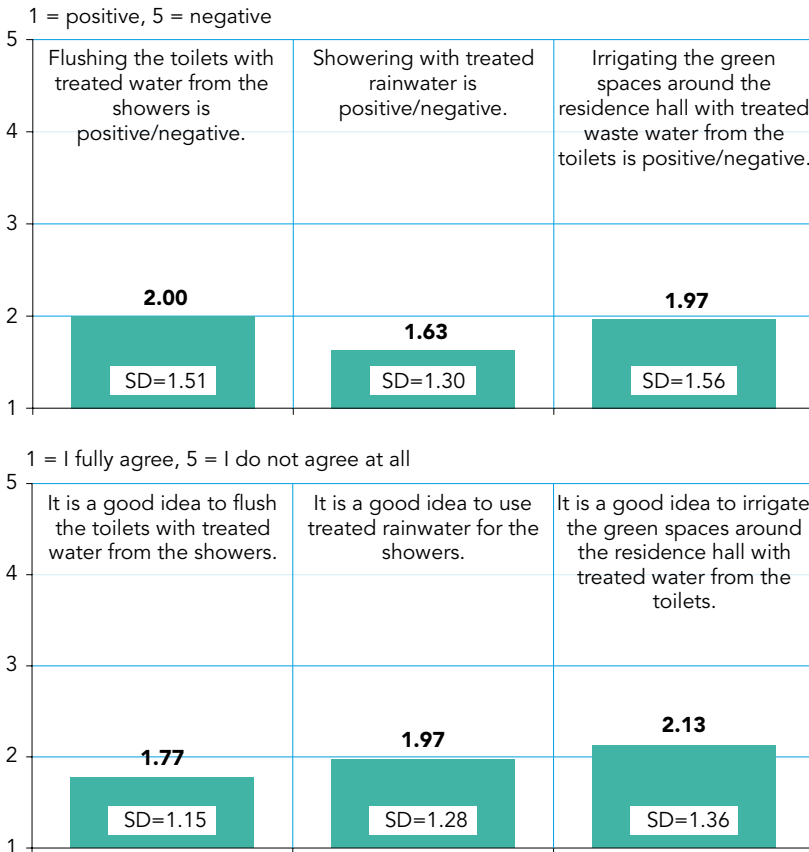 1 = positive, 5 = negative
5
Flushing the toilets with
treated water from the
showers is
positive/negative.
Showering with treated
rainwater is
positive/negative.
Irrigating the green
spaces around the
residence hall with treated
waste water from the
toilets is positive/negative.
4
3
2.00
1.63
1.97
2
SD=1.51
SD=1.30
SD=1.56
1
1 = I fully agree, 5 = I do not agree at all
5
It is a good idea to flush
the toilets with treated
water from the showers.
It is a good idea to use
treated rainwater for the
showers.
It is a good idea to irrigate
the green spaces around
the residence hall with
treated water from the
toilets.
4
3
1.77
1.97
2.13
2
SD=1.15
SD=1.28
SD=1.36
1